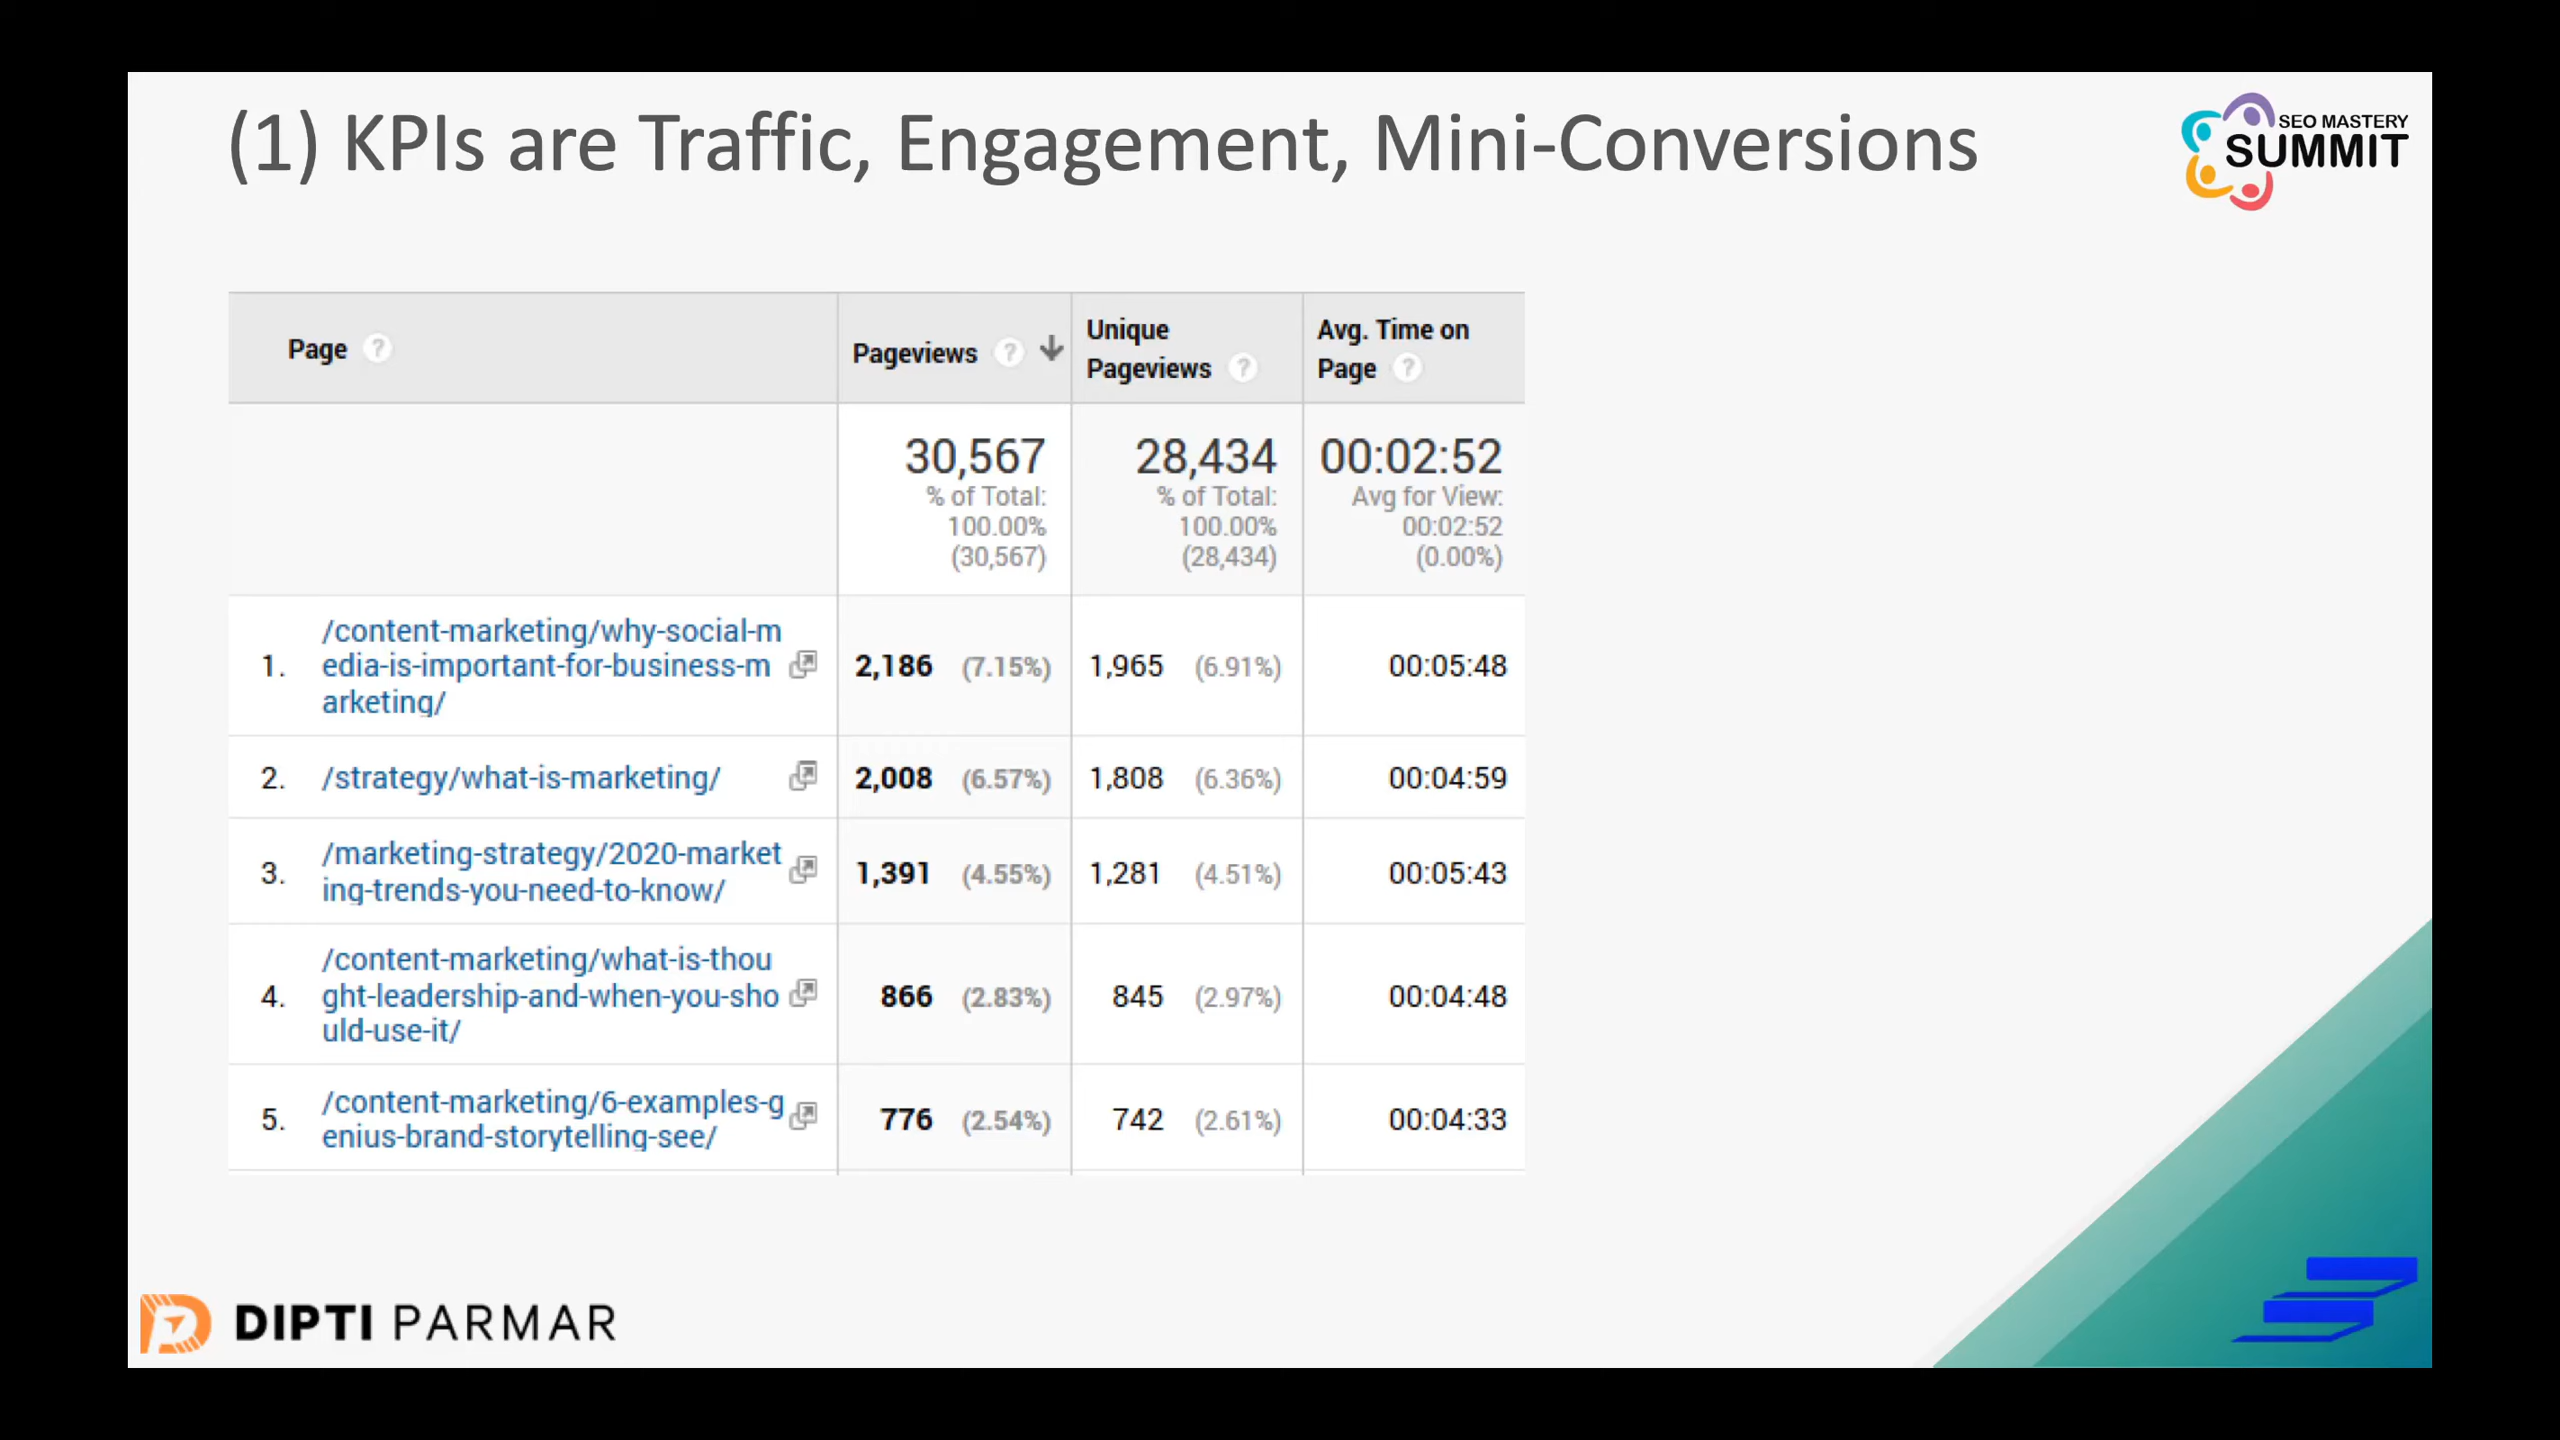 (1) KPIs are Traffic, Engagement, Mini-Conversions
SEO MASTERY
SUMMIT
Page ?
Pageviews ?
Unique
Pageviews ?
Avg. Time on
Page ?
30,567
% of Total:
100.00%
(30,567)
28,434
% of Total:
100.00%
(28,434)
00:02:52
Avg for View:
00:02:52
(0.00%)
1.
/content-marketing/why-social-m
edia-is-important-for-business-m
arketing/
2,186 (7.15%)
1,965 (6.91%)
00:05:48
2.
/strategy/what-is-marketing/
2,008 (6.57%)
1,808 (6.36%)
00:04:59
3.
/marketing-strategy/2020-market
ing-trends-you-need-to-know/
1,391 (4.55%)
1,281 (4.51%)
00:05:43
4.
/content-marketing/what-is-thou
ght-leadership-and-when-you-sho
uld-use-it/
866 (2.83%)
845 (2.97%)
00:04:48
5.
/content-marketing/6-examples-g
enius-brand-storytelling-see/
776 (2.54%)
742 (2.61%)
00:04:33
DIPTI PARMAR